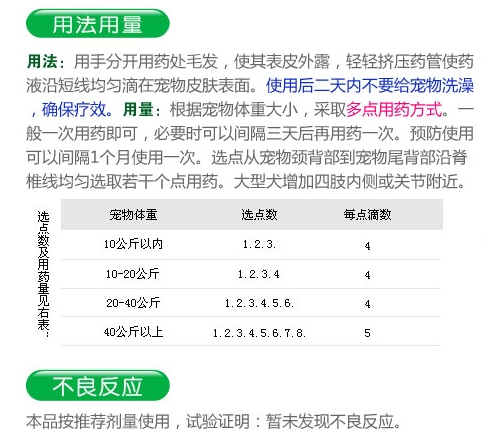 用法用量
用法：用手分开用药处毛发，使其表皮外露，轻轻挤压药管使药
液沿短线均匀滴在宠物皮肤表面。使用后二天内不要给宠物洗澡
，确保疗效。用量：根据宠物体重大小，采取多点用药方式。一
般一次用药即可，必要时可以间隔三天后再用药一次。预防使用
可以间隔1个月使用一次。选点从宠物颈背部到宠物尾背部沿脊
椎线均匀选取若干个点用药。大型犬增加四肢内侧或关节附近。
选点数及用药量见右表：
宠物体重 选点数 每点滴数
10公斤以内 1.2.3. 4
10-20公斤 1.2.3.4 4
20-40公斤 1.2.3.4.5.6. 4
40公斤以上 1.2.3.4.5.6.7.8. 5
不良反应
本品按推荐剂量使用，试验证明：暂未发现不良反应。